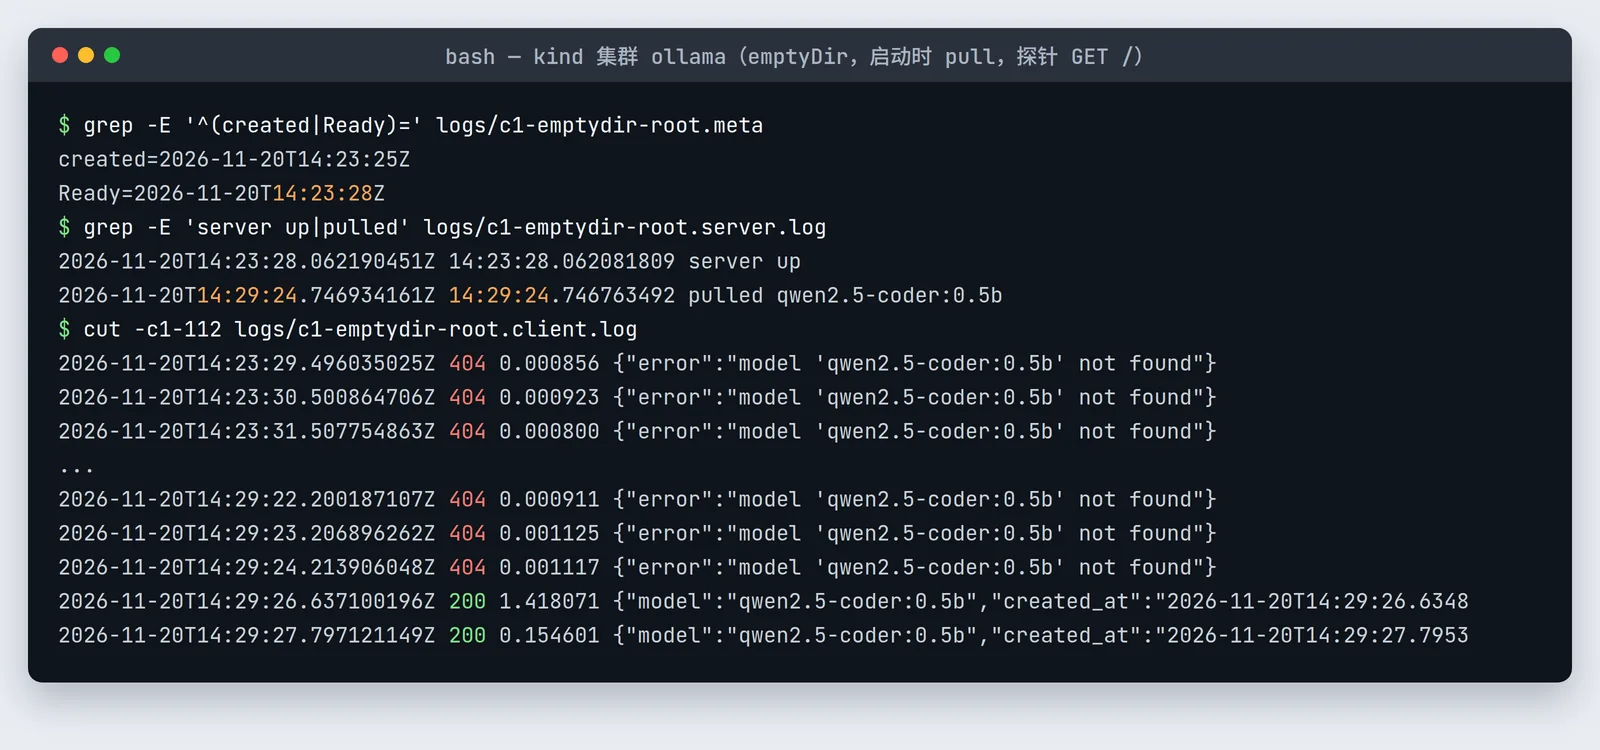 bash — kind 集群 ollama（emptyDir，启动时 pull，探针 GET /）
$ grep -E '^(created|Ready)=' logs/c1-emptydir-root.meta
created=2026-11-20T14:23:25Z
Ready=2026-11-20T14:23:28Z
$ grep -E 'server up|pulled' logs/c1-emptydir-root.server.log
2026-11-20T14:23:28.062190451Z 14:23:28.062081809 server up
2026-11-20T14:29:24.746934161Z 14:29:24.746763492 pulled qwen2.5-coder:0.5b
$ cut -c1-112 logs/c1-emptydir-root.client.log
2026-11-20T14:23:29.496035025Z 404 0.000856 {"error":"model 'qwen2.5-coder:0.5b' not found"}
2026-11-20T14:23:30.500864706Z 404 0.000923 {"error":"model 'qwen2.5-coder:0.5b' not found"}
2026-11-20T14:23:31.507754863Z 404 0.000800 {"error":"model 'qwen2.5-coder:0.5b' not found"}
...
2026-11-20T14:29:22.200187107Z 404 0.000911 {"error":"model 'qwen2.5-coder:0.5b' not found"}
2026-11-20T14:29:23.206896262Z 404 0.001125 {"error":"model 'qwen2.5-coder:0.5b' not found"}
2026-11-20T14:29:24.213906048Z 404 0.001117 {"error":"model 'qwen2.5-coder:0.5b' not found"}
2026-11-20T14:29:26.637100196Z 200 1.418071 {"model":"qwen2.5-coder:0.5b","created_at":"2026-11-20T14:29:26.6348
2026-11-20T14:29:27.797121149Z 200 0.154601 {"model":"qwen2.5-coder:0.5b","created_at":"2026-11-20T14:29:27.7953